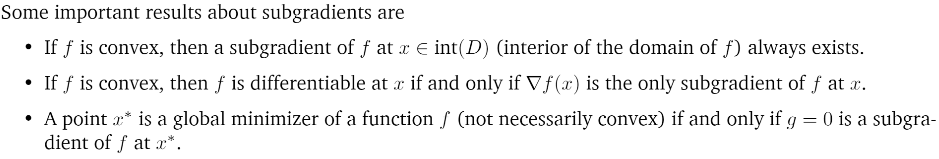 Some important results about subgradients are
• If f is convex, then a subgradient of f at x ∈ int(D) (interior of the domain of f) always exists.
• If f is convex, then f is differentiable at x if and only if ∇f(x) is the only subgradient of f at x.
• A point x* is a global minimizer of a function f (not necessarily convex) if and only if g = 0 is a subgra-
dient of f at x*.